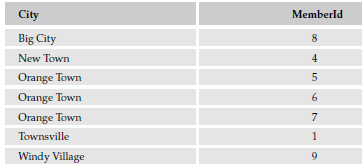 City MemberId
Big City 8
New Town 4
Orange Town 5
Orange Town 6
Orange Town 7
Townsville 1
Windy Village 9